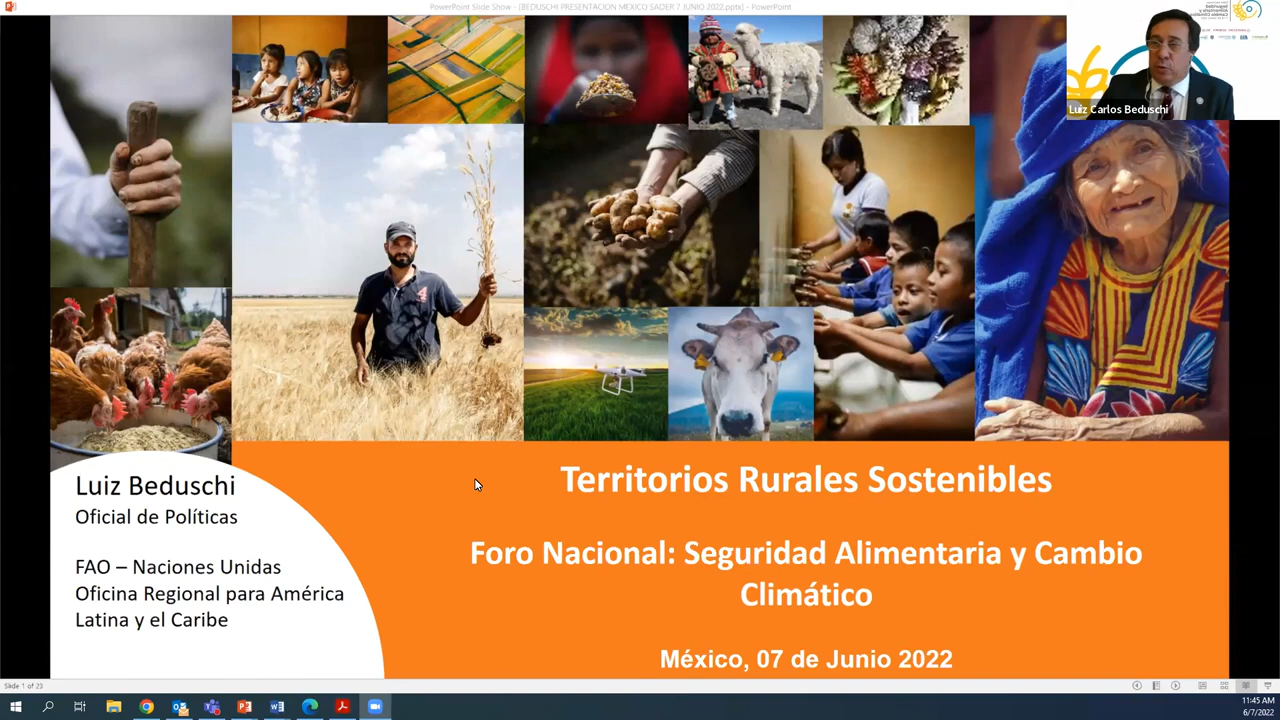 PowerPoint Slide Show - [BEDUSCHI PRESENTACION MEXICO SADER 7 JUNIO 2022.pptx] - PowerPoint
Luiz Carlos Beduschi
Luiz Beduschi
Oficial de Políticas
FAO – Naciones Unidas
Oficina Regional para América
Latina y el Caribe
Territorios Rurales Sostenibles
Foro Nacional: Seguridad Alimentaria y Cambio
Climático
México, 07 de Junio 2022
Slide 1 of 23
11:45 AM
6/7/2022